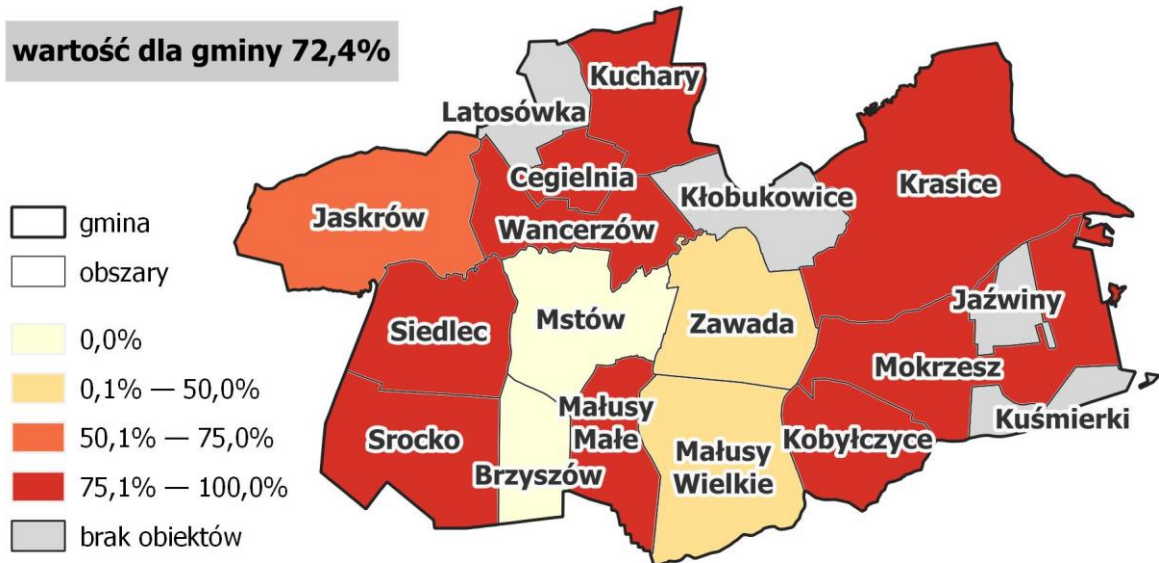 wartość dla gminy 72,4%
Kuchary
Latosówka
Cegielnia
Kłobukowice
Krasice
Jaskrów
Wancerzów
gmina
obszary
Jaźwiny
Siedlec
Mstów
Zawada
0,0%
Mokrzesz
0,1% — 50,0%
Małusy
Małe
Kuśmierki
50,1% — 75,0%
Srocko
Kobyłczyce
Małusy
Wielkie
Brzyszów
75,1% — 100,0%
brak obiektów